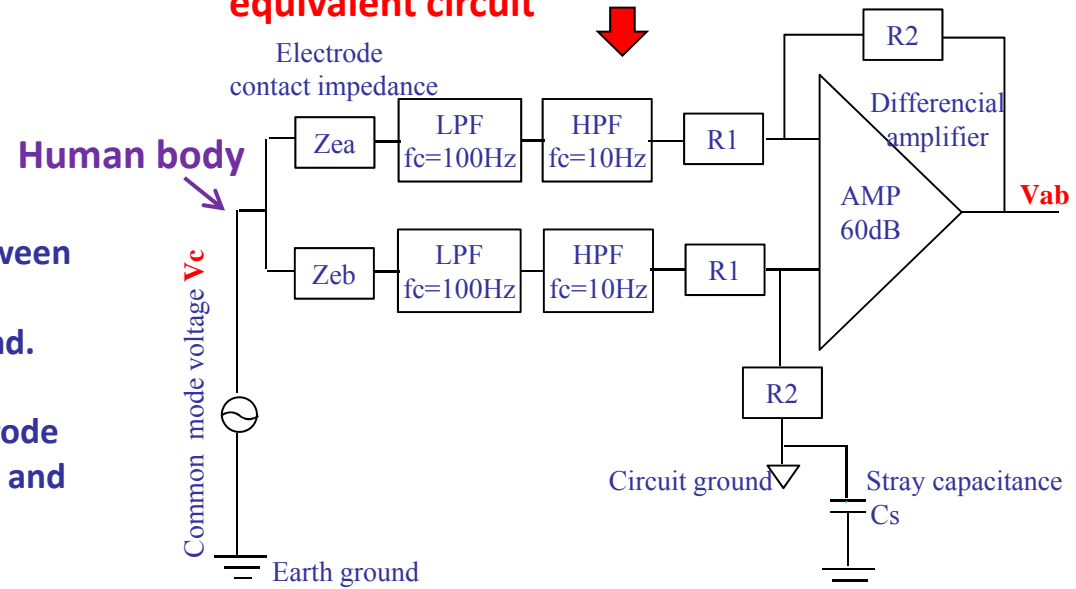 equivalent circuit
Electrode
contact impedance
R2
Differencial
amplifier
Human body
Zea
LPF
fc=100Hz
HPF
fc=10Hz
R1
AMP
60dB
Vab
Zeb
LPF
fc=100Hz
HPF
fc=10Hz
R1
Common mode voltage Vc
nd.
rode
and
R2
Circuit ground
Stray capacitance
Cs
Earth ground